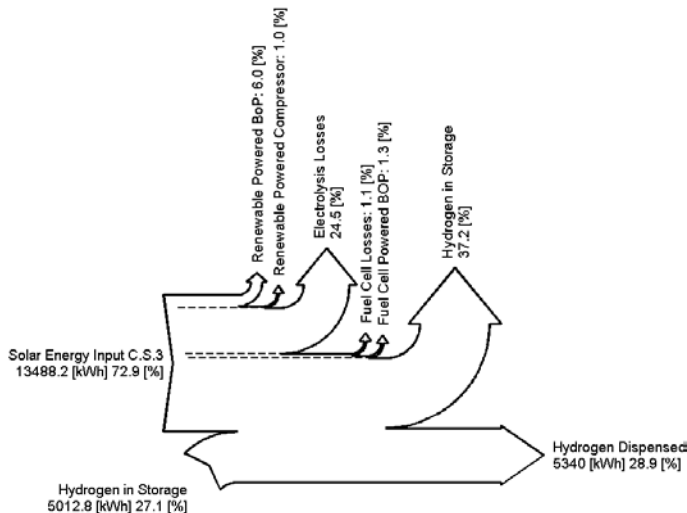 Renewable Powered BoP: 6.0 [%]
Renewable Powered Compressor: 1.0 [%]
Electrolysis Losses
24.5 [%]
Fuel Cell Losses: 1.1 [%]
Fuel Cell Powered BOP: 1.3 [%]
Hydrogen in Storage
37.2 [%]
Solar Energy Input C.S.3
13488.2 [kWh] 72.9 [%]
Hydrogen Dispensed:
5340 [kWh] 28.9 [%]
Hydrogen in Storage
5012.8 [kWh] 27.1 [%]